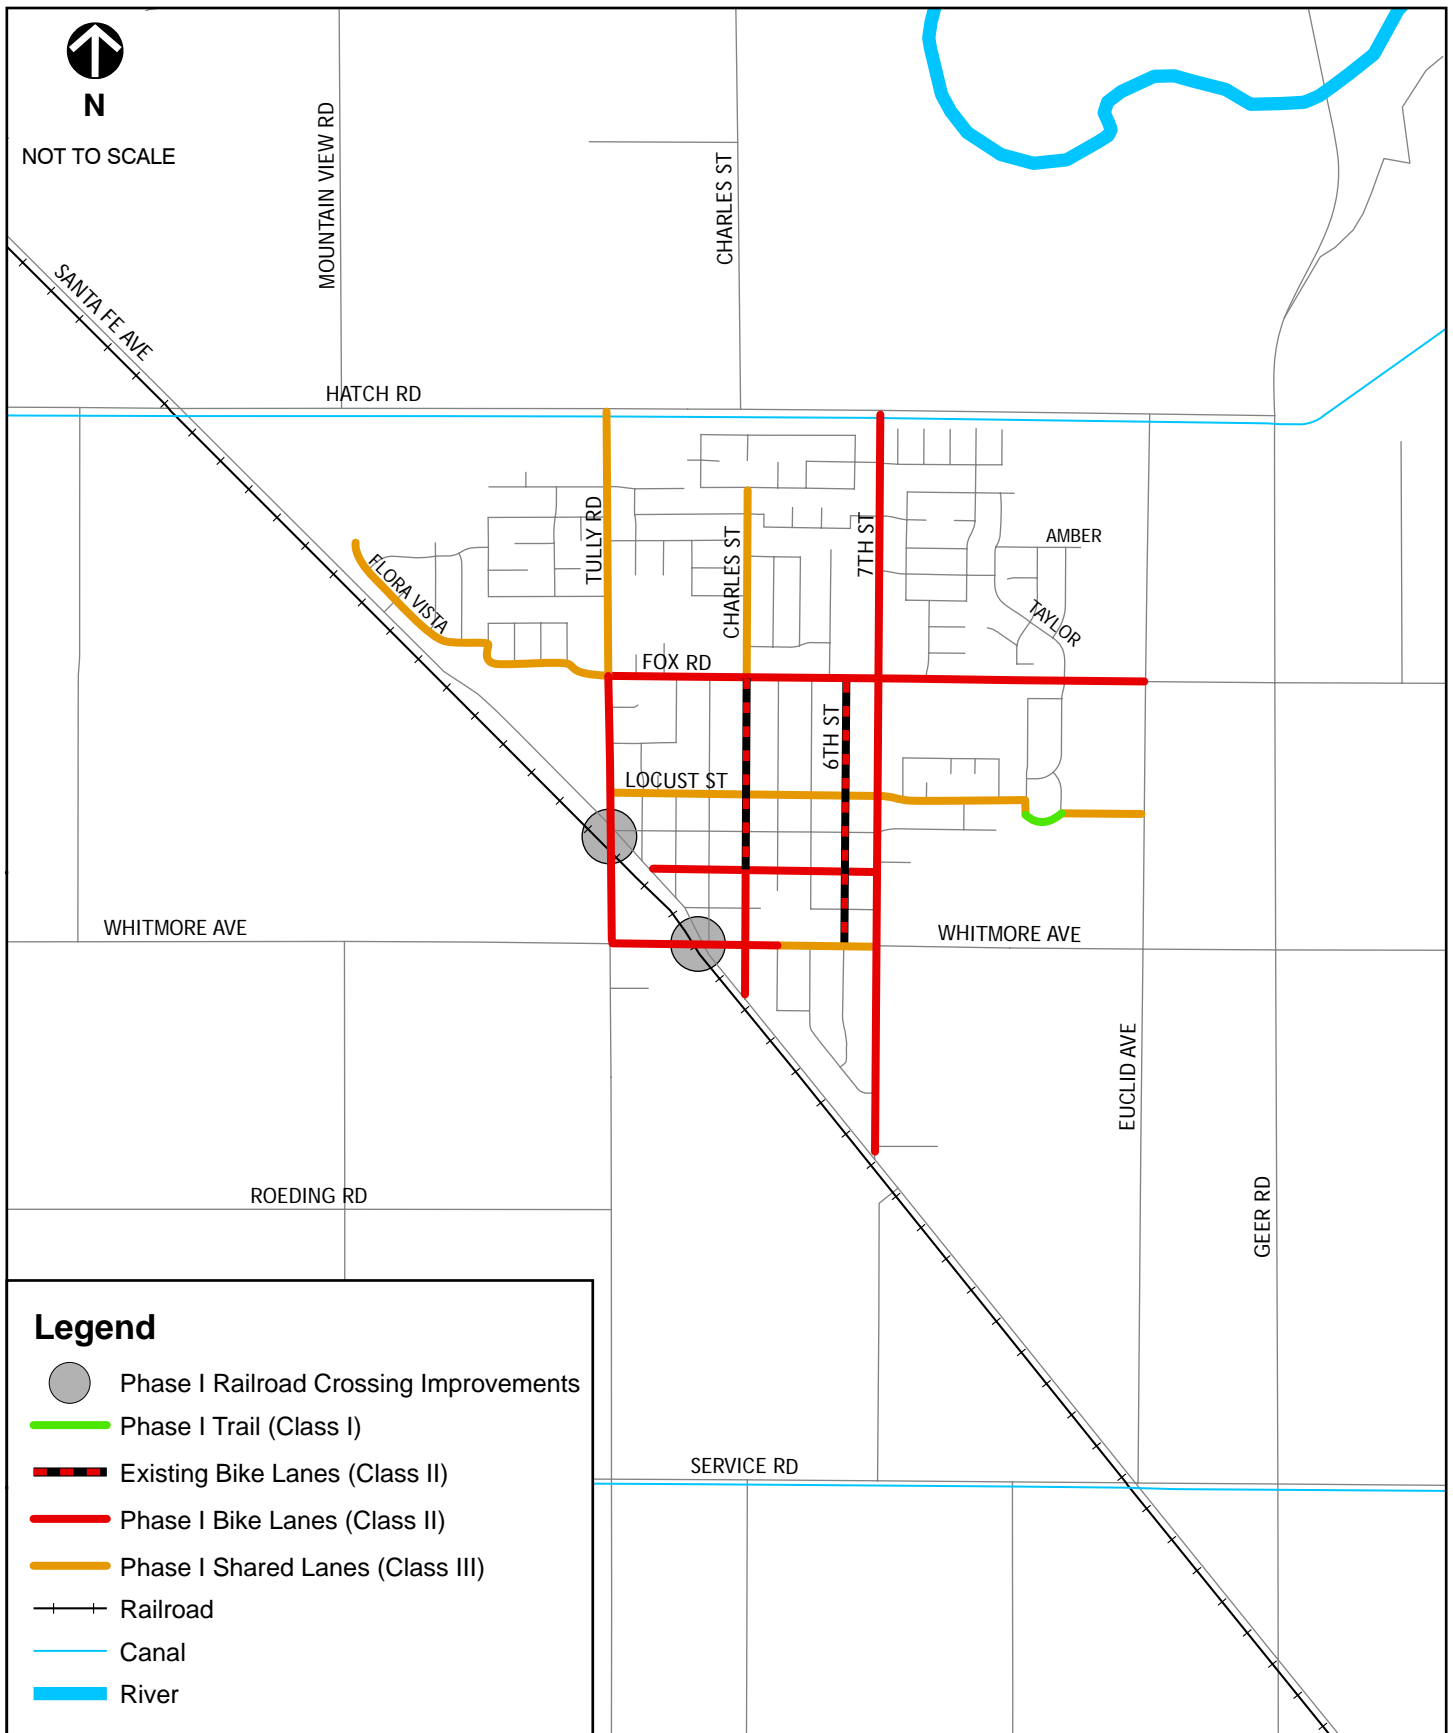 N
NOT TO SCALE
MOUNTAIN VIEW RD
CHARLES ST
SANTA FE AVE
HATCH RD
TULLY RD
CHARLES ST
7TH ST
AMBER
FLORA VISTA
TAYLOR
FOX RD
6TH ST
LOCUST ST
WHITMORE AVE
WHITMORE AVE
EUCLID AVE
ROEDING RD
GEER RD
SERVICE RD
Legend
Phase I Railroad Crossing Improvements
Phase I Trail (Class I)
Existing Bike Lanes (Class II)
Phase I Bike Lanes (Class II)
Phase I Shared Lanes (Class III)
Railroad
Canal
River